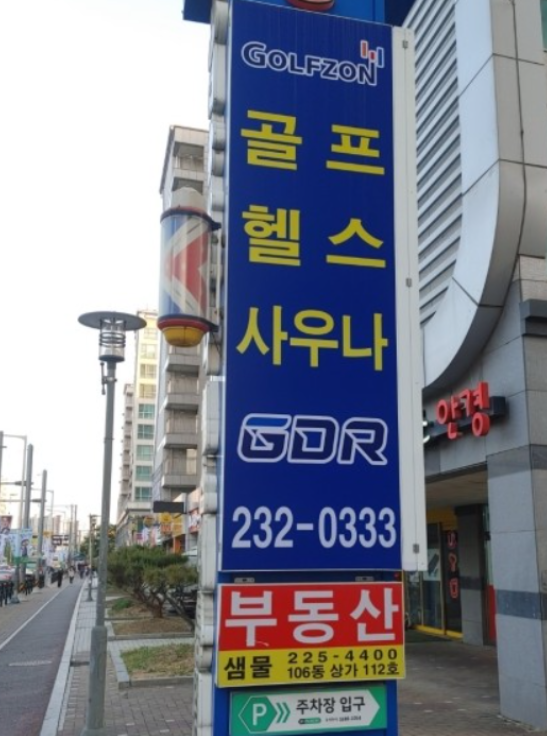 GOLFZON
골프
헬스
사우나
GDR
232-0333
안경
부동산
샘물 225-4400
106동 상가 112호
P 주차장 입구